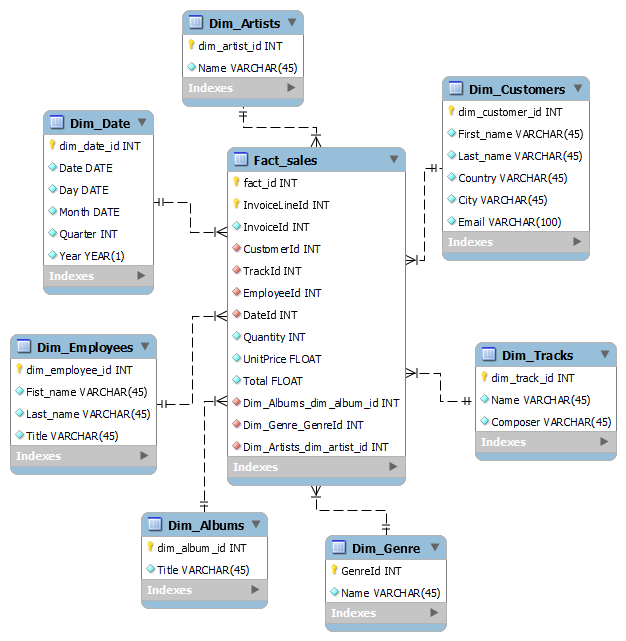 Dim_Artists
dim_artist_id INT
Name VARCHAR(45)
Indexes
Dim_Date
dim_date_id INT
Date DATE
Day DATE
Month DATE
Quarter INT
Year YEAR(1)
Indexes
Fact_sales
fact_id INT
InvoiceLineId INT
InvoiceId INT
CustomerId INT
TrackId INT
EmployeeId INT
DateId INT
Quantity INT
UnitPrice FLOAT
Total FLOAT
Dim_Albums_dim_album_id INT
Dim_Genre_GenreId INT
Dim_Artists_dim_artist_id INT
Indexes
Dim_Customers
dim_customer_id INT
First_name VARCHAR(45)
Last_name VARCHAR(45)
Country VARCHAR(45)
City VARCHAR(45)
Email VARCHAR(100)
Indexes
Dim_Employees
dim_employee_id INT
Fist_name VARCHAR(45)
Last_name VARCHAR(45)
Title VARCHAR(45)
Indexes
Dim_Tracks
dim_track_id INT
Name VARCHAR(45)
Composer VARCHAR(45)
Indexes
Dim_Albums
dim_album _id INT
Title VARCHAR(45)
Indexes
Dim_Genre
GenreId INT
Name VARCHAR(45)
Indexes